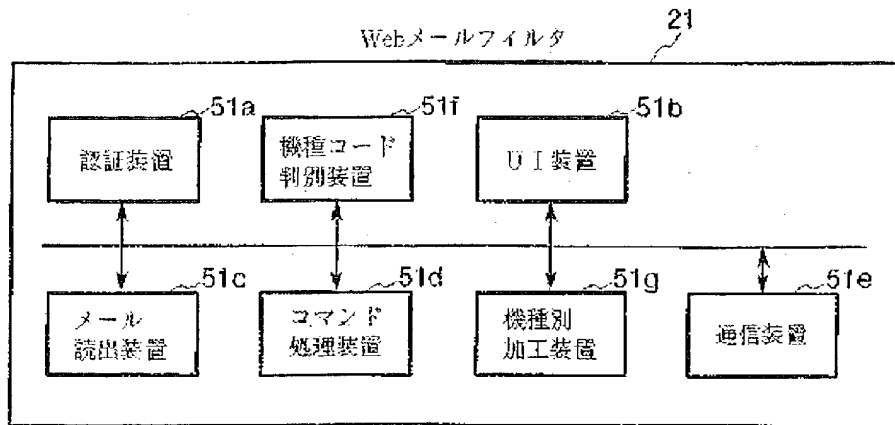 Webメールフィルタ
21
51a
51f
51b
認証装置
機種コード
判別装置
UI装置
51c
51d
51g
51e
メール
読出装置
コマンド
処理装置
機種別
加工装置
通信装置